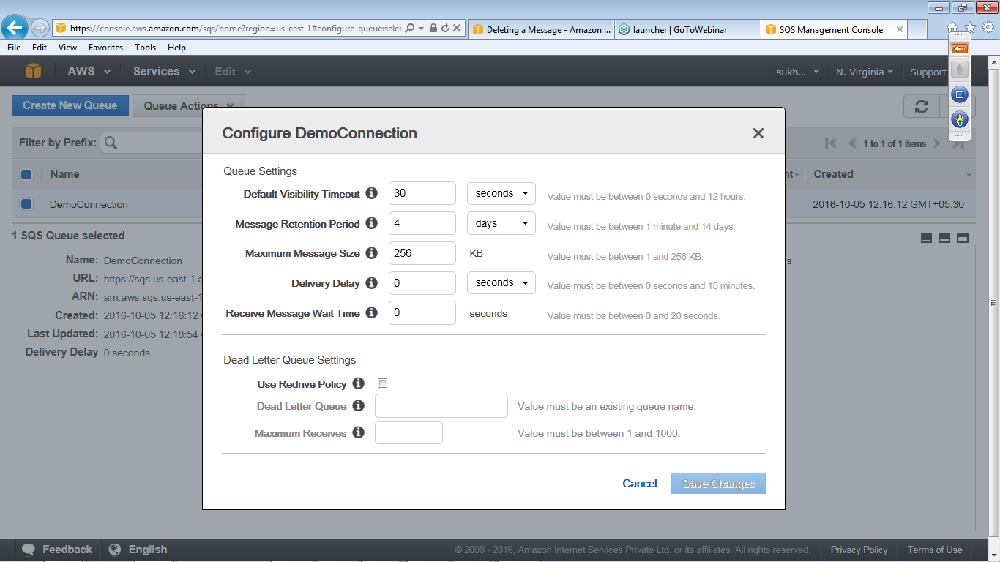 https://console.aws.amazon.com/sqs/home?region=us-east-1#configure-queue:selec
Deleting a Message - Amazon ...
launcher | GoToWebinar
SQS Management Console
File Edit View Favorites Tools Help
AWS Services Edit sukh... N. Virginia Support
Create New Queue Queue Actions
Filter by Prefix: 1 to 1 of 1 items
Name nt Created
DemoConnection 2016-10-05 12:16:12 GMT+05:30
1 SQS Queue selected
Name: DemoConnection
URL: https://sqs.us-east-1.a
ARN: arn:aws:sqs:us-east-1
Created: 2016-10-05 12:16:12
Last Updated: 2016-10-05 12:18:54
Delivery Delay 0 seconds
Configure DemoConnection
Queue Settings
Default Visibility Timeout 30 seconds Value must be between 0 seconds and 12 hours.
Message Retention Period 4 days Value must be between 1 minute and 14 days.
Maximum Message Size 256 KB Value must be between 1 and 256 KB.
Delivery Delay 0 seconds Value must be between 0 seconds and 15 minutes.
Receive Message Wait Time 0 seconds Value must be between 0 and 20 seconds.
Dead Letter Queue Settings
Use Redrive Policy
Dead Letter Queue Value must be an existing queue name.
Maximum Receives Value must be between 1 and 1000.
Cancel Save Changes
Feedback English © 2008 - 2016, Amazon Internet Services Private Ltd. or its affiliates. All rights reserved. Privacy Policy Terms of Use